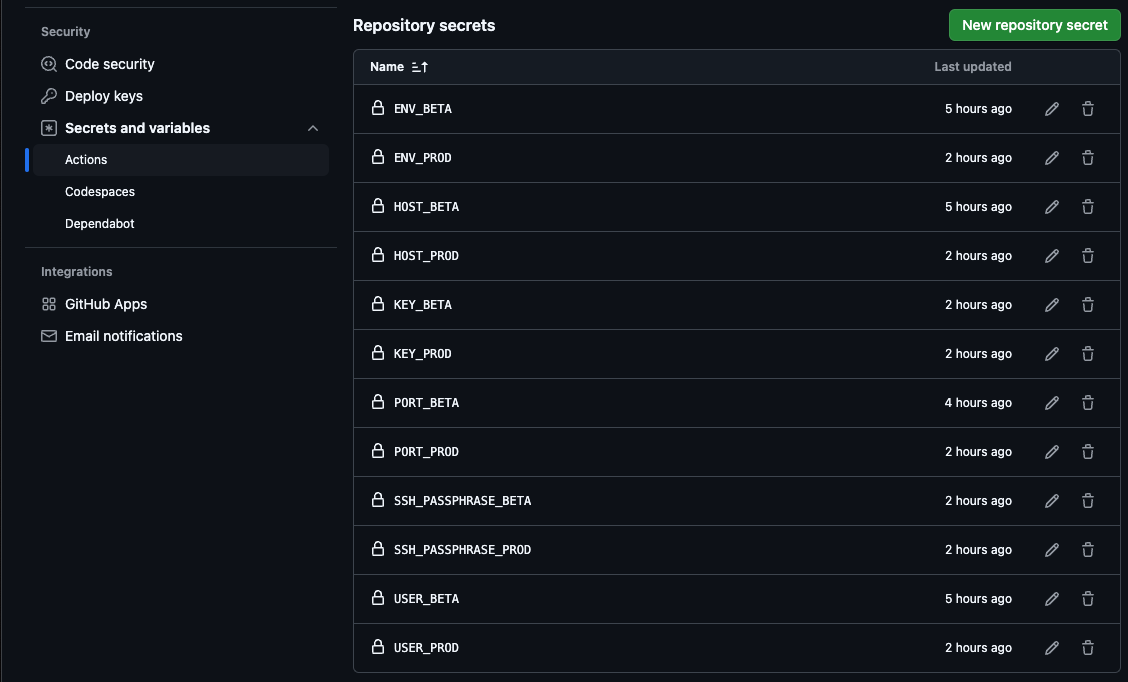 Security
Code security
Deploy keys
Secrets and variables
Actions
Codespaces
Dependabot
Integrations
GitHub Apps
Email notifications
Repository secrets
New repository secret
Name Last updated
ENV_BETA 5 hours ago
ENV_PROD 2 hours ago
HOST_BETA 5 hours ago
HOST_PROD 2 hours ago
KEY_BETA 2 hours ago
KEY_PROD 2 hours ago
PORT_BETA 4 hours ago
PORT_PROD 2 hours ago
SSH_PASSPHRASE_BETA 2 hours ago
SSH_PASSPHRASE_PROD 2 hours ago
USER_BETA 5 hours ago
USER_PROD 2 hours ago